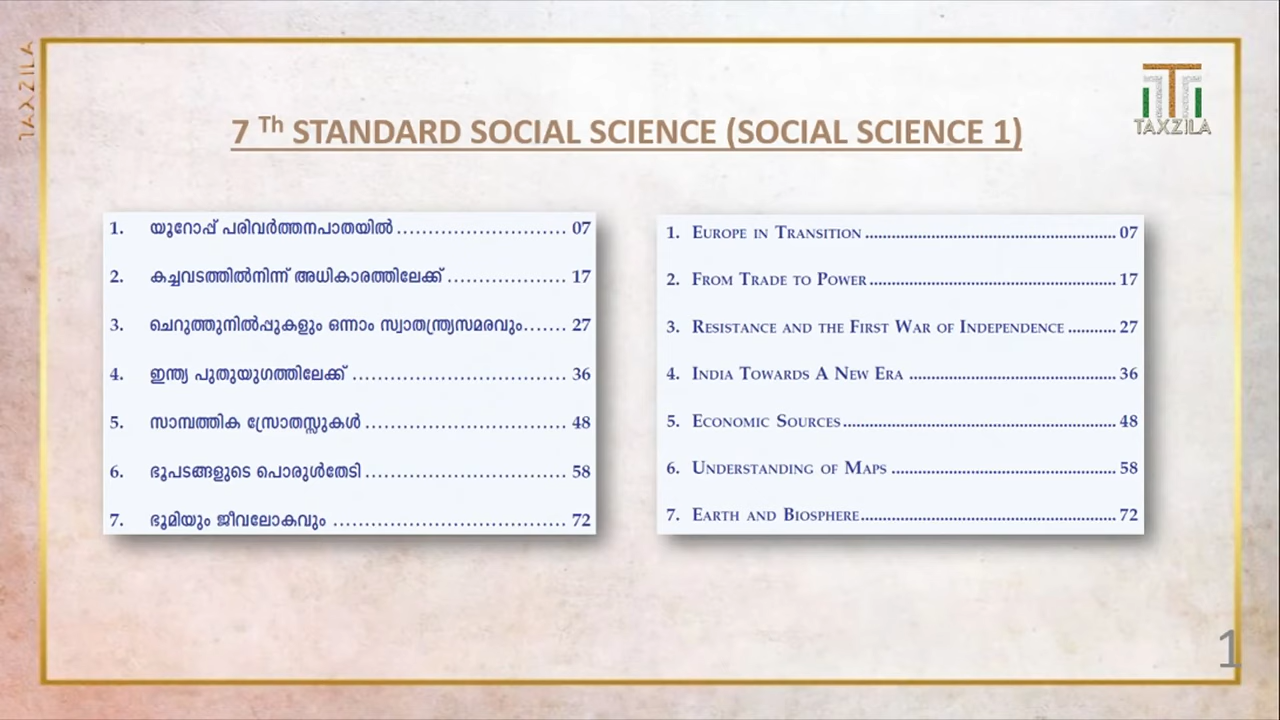 TAXZILA
TAXZILA
7 Th STANDARD SOCIAL SCIENCE (SOCIAL SCIENCE 1)
1. യൂറോപ്പ് പരിവർത്തനപാതയിൽ .......................... 07
2. കച്ചവടത്തിൽനിന്ന് അധികാരത്തിലേക്ക് .................. 17
3. ചെറുത്തുനിൽപ്പുകളും ഒന്നാം സ്വാതന്ത്ര്യസമരവും....... 27
4. ഇന്ത്യ പുതുയുഗത്തിലേക്ക് ................................ 36
5. സാമ്പത്തിക സ്രോതസ്സുകൾ .............................. 48
6. ഭൂപടങ്ങളുടെ പൊരുൾതേടി .............................. 58
7. ഭൂമിയും ജീവലോകവും ................................... 72
1. EUROPE IN TRANSITION ................................ 07
2. FROM TRADE TO POWER ................................ 17
3. RESISTANCE AND THE FIRST WAR OF INDEPENDENCE .......... 27
4. INDIA TOWARDS A NEW ERA ............................ 36
5. ECONOMIC SOURCES ................................... 48
6. UNDERSTANDING OF MAPS .............................. 58
7. EARTH AND BIOSPHERE ................................ 72
1